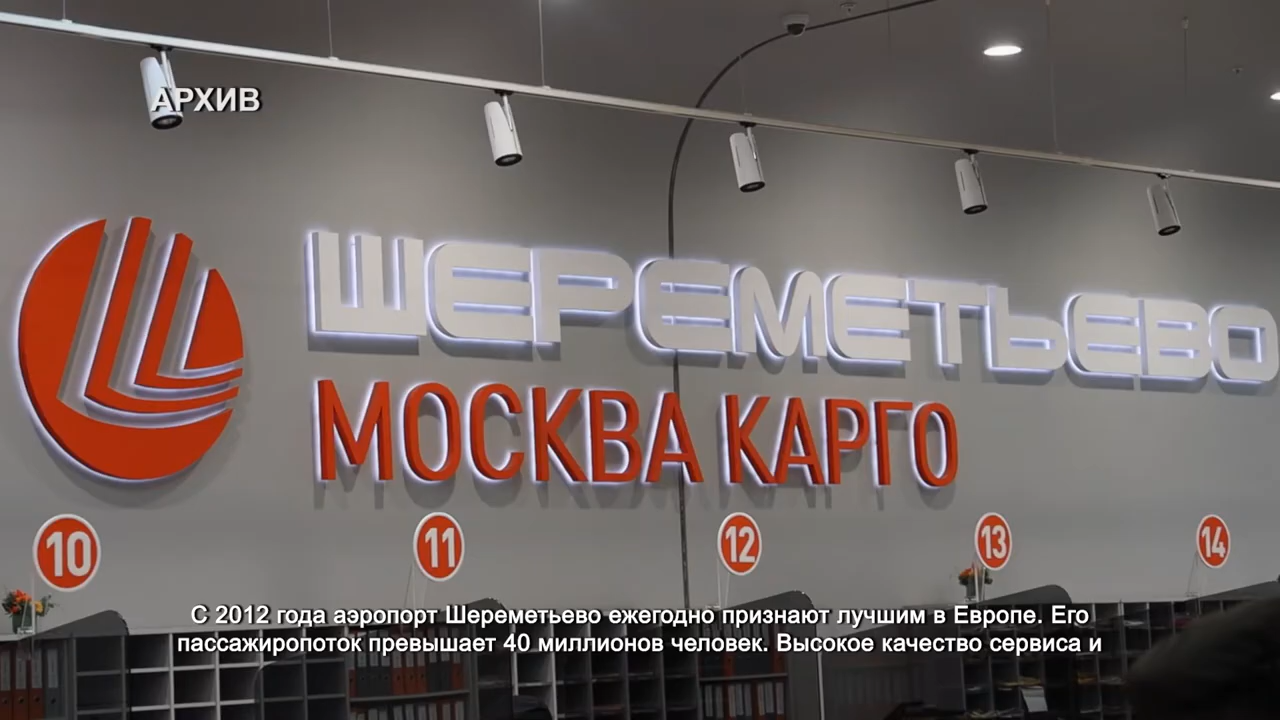 АРХИВ
ШЕРЕМЕТЬЕВО
МОСКВА КАРГО
10
11
12
13
14
С 2012 года аэропорт Шереметьево ежегодно признают лучшим в Европе. Его
пассажиропоток превышает 40 миллионов человек. Высокое качество сервиса и